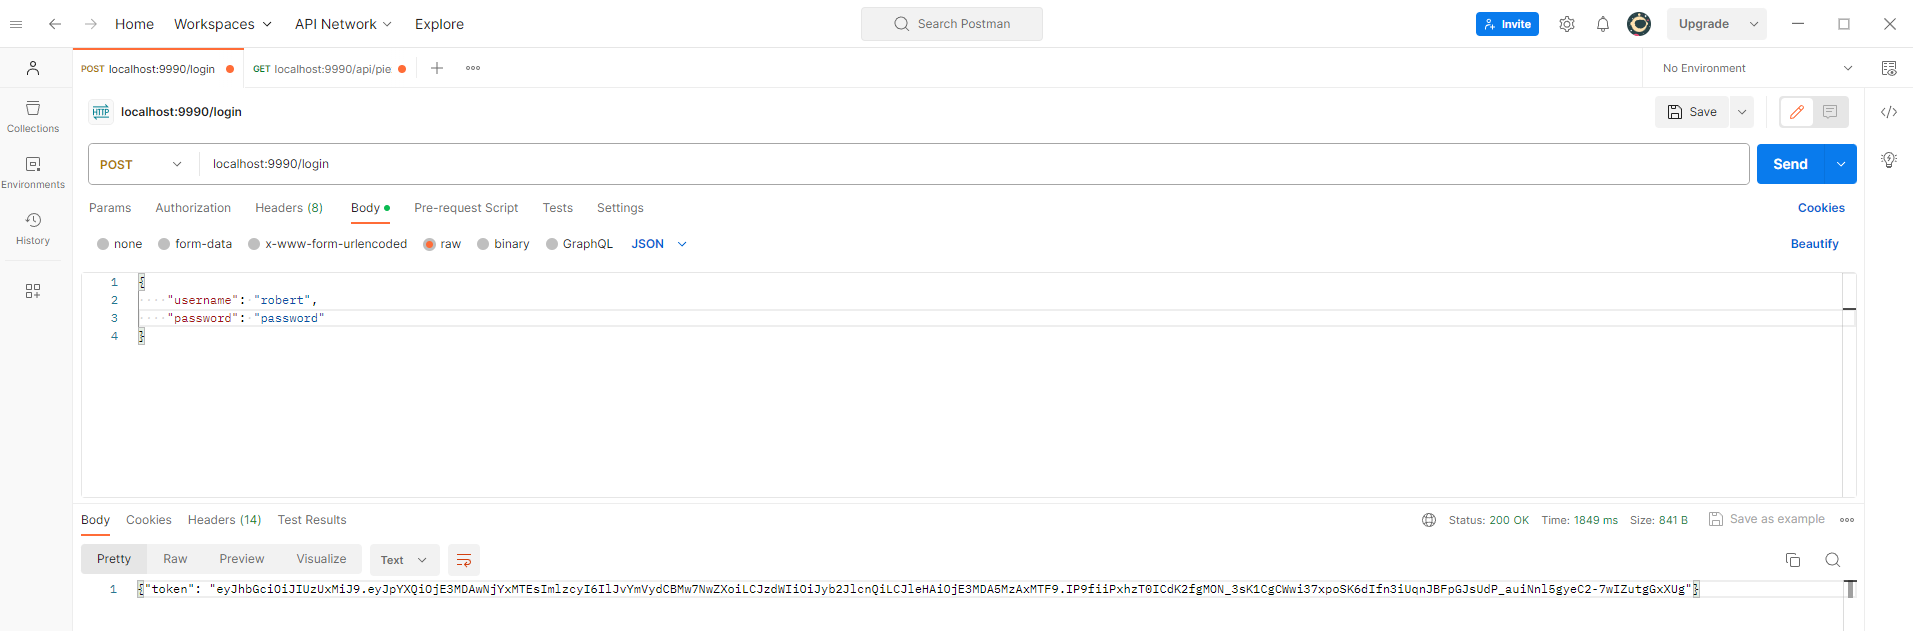 Home Workspaces API Network Explore Search Postman Invite Upgrade
POST localhost:9990/login GET localhost:9990/api/pie No Environment
HTTP localhost:9990/login Save
POST localhost:9990/login Send
Params Authorization Headers (8) Body Pre-request Script Tests Settings Cookies
none form-data x-www-form-urlencoded raw binary GraphQL JSON Beautify
Collections
Environments
History
1 {
2 "username": "robert",
3 "password": "password"
4 }
Body Cookies Headers (14) Test Results Status: 200 OK Time: 1849 ms Size: 841 B Save as example
Pretty Raw Preview Visualize Text
1 {"token": "eyJhbGciOiJIUzUxMiJ9.eyJpYXQiOjE3MDAwNjYxMTEsImlzcyI6IlJvYmVydCBMw7NwZXoiLCJzdWIiOiJyb2JlcnQiLCJleHAiOjE3MDA5MzAxMTF9.IP9fiiPxhzT0ICdK2fgMON_3sK1CgCWwi37xpoSK6dIfn3iUqnJBFpGJsUdP_auiNnl5gyeC2-7wIZutgGxXUg"}